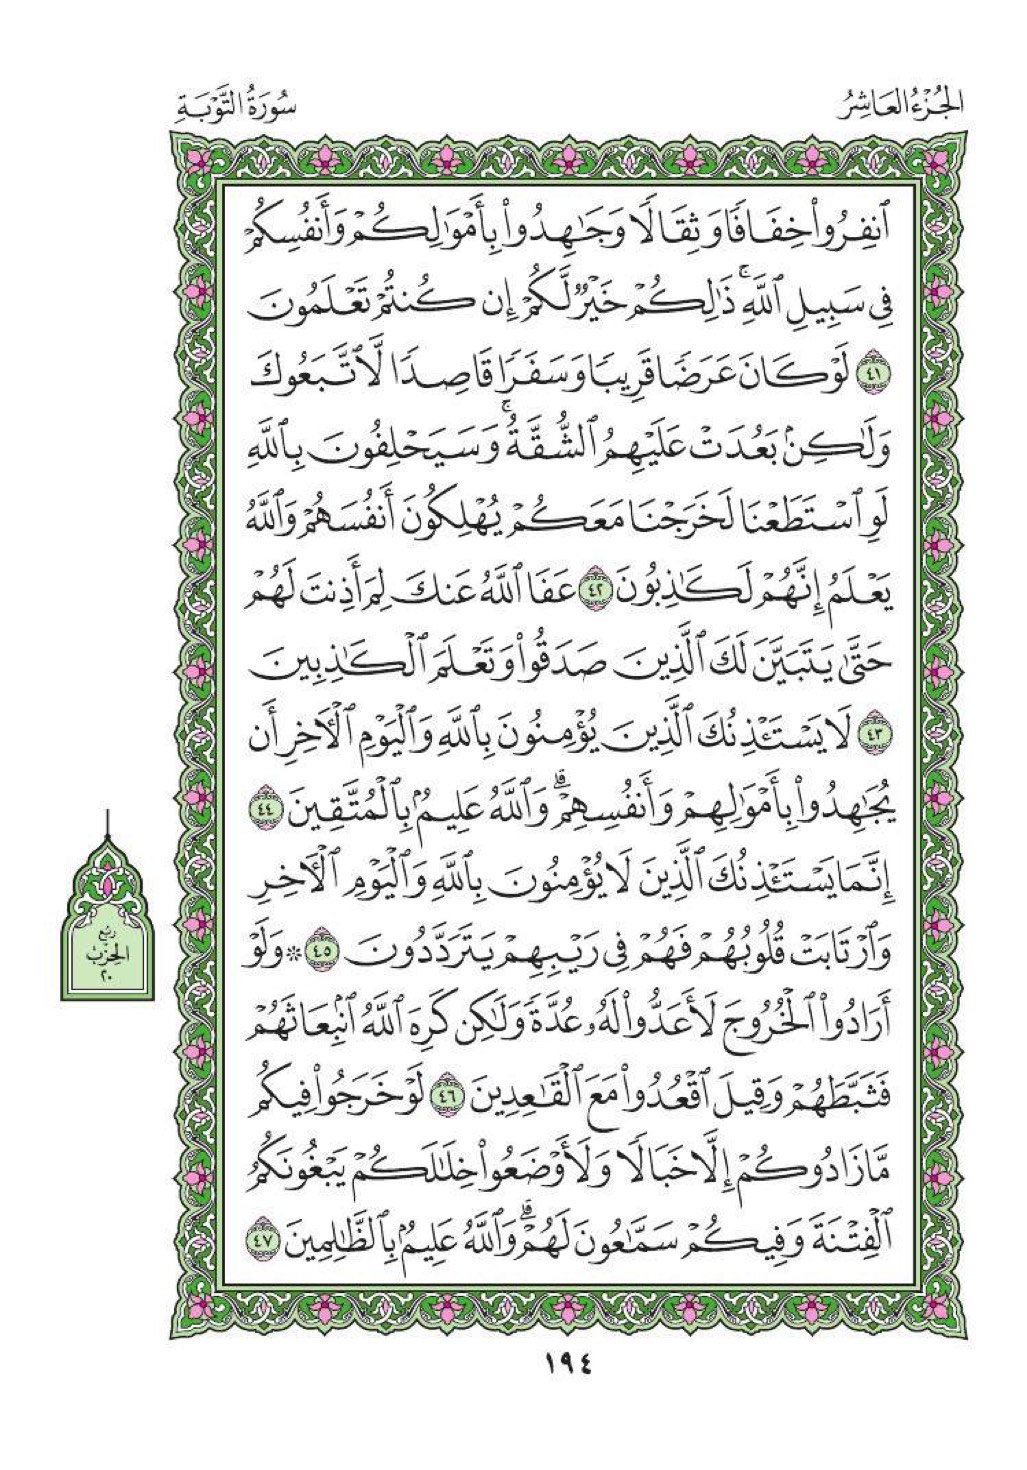 الجُزْءُ العَاشِرُ
سُورَةُ التَّوْبَةِ
ٱنفِرُوا۟ خِفَافًا وَثِقَالًا وَجَٰهِدُوا۟ بِأَمْوَٰلِكُمْ وَأَنفُسِكُمْ
فِى سَبِيلِ ٱللَّهِ ۚ ذَٰلِكُمْ خَيْرٌ لَّكُمْ إِن كُنتُمْ تَعْلَمُونَ
٤١ لَوْ كَانَ عَرَضًا قَرِيبًا وَسَفَرًا قَاصِدًا لَّٱتَّبَعُوكَ
وَلَٰكِنۢ بَعُدَتْ عَلَيْهِمُ ٱلشُّقَّةُ ۚ وَسَيَحْلِفُونَ بِٱللَّهِ
لَوِ ٱسْتَطَعْنَا لَخَرَجْنَا مَعَكُمْ يُهْلِكُونَ أَنفُسَهُمْ وَٱللَّهُ
يَعْلَمُ إِنَّهُمْ لَكَٰذِبُونَ ٤٢ عَفَا ٱللَّهُ عَنكَ لِمَ أَذِنتَ لَهُمْ
حَتَّىٰ يَتَبَيَّنَ لَكَ ٱلَّذِينَ صَدَقُوا۟ وَتَعْلَمَ ٱلْكَٰذِبِينَ
٤٣ لَا يَسْتَـْٔذِنُكَ ٱلَّذِينَ يُؤْمِنُونَ بِٱللَّهِ وَٱلْيَوْمِ ٱلْـَٔاخِرِ أَن
يُجَٰهِدُوا۟ بِأَمْوَٰلِهِمْ وَأَنفُسِهِمْ ۗ وَٱللَّهُ عَلِيمٌۢ بِٱلْمُتَّقِينَ ٤٤
إِنَّمَا يَسْتَـْٔذِنُكَ ٱلَّذِينَ لَا يُؤْمِنُونَ بِٱللَّهِ وَٱلْيَوْمِ ٱلْـَٔاخِرِ
وَٱرْتَابَتْ قُلُوبُهُمْ فَهُمْ فِى رَيْبِهِمْ يَتَرَدَّدُونَ ٤٥ * وَلَوْ
أَرَادُوا۟ ٱلْخُرُوجَ لَأَعَدُّوا۟ لَهُۥ عُدَّةً وَلَٰكِن كَرِهَ ٱللَّهُ ٱنۢبِعَاثَهُمْ
فَثَبَّطَهُمْ وَقِيلَ ٱقْعُدُوا۟ مَعَ ٱلْقَٰعِدِينَ ٤٦ لَوْ خَرَجُوا۟ فِيكُم
مَّا زَادُوكُمْ إِلَّا خَبَالًا وَلَأَوْضَعُوا۟ خِلَٰلَكُمْ يَبْغُونَكُمُ
ٱلْفِتْنَةَ وَفِيكُمْ سَمَّٰعُونَ لَهُمْ ۗ وَٱللَّهُ عَلِيمٌۢ بِٱلظَّٰلِمِينَ ٤٧
رُبْع
الحِزْبُ
٢٠
١٩٤